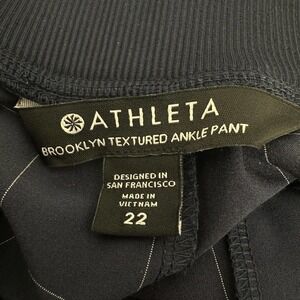 ATHLETA
BROOKLYN TEXTURED ANKLE PANT
DESIGNED IN
SAN FRANCISCO
MADE IN
VIETNAM
22